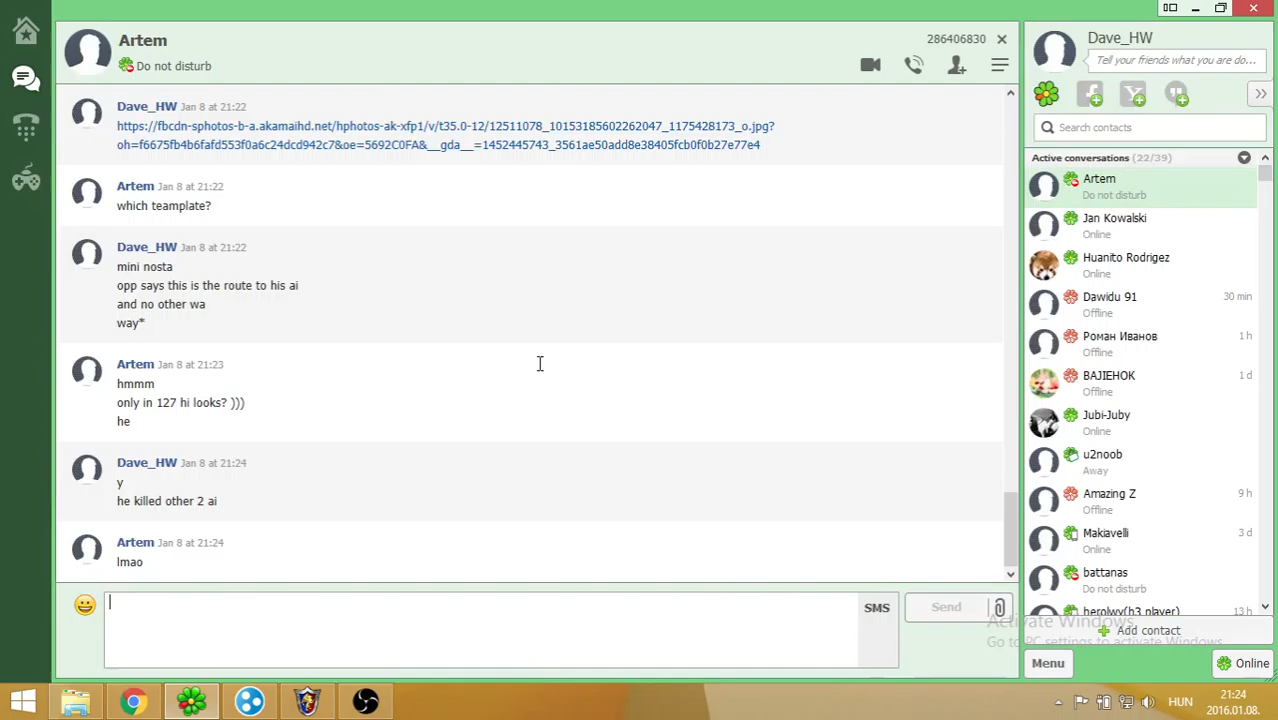 Artem
Do not disturb
286406830
Dave_HW Jan 8 at 21:22
https://fbcdn-sphotos-b-a.akamaihd.net/hphotos-ak-xfp1/v/t35.0-12/12511078_10153185602262047_1175428173_o.jpg?
oh=f6675fb4b6fafd553f0a6c24dcd942c7&oe=5692C0FA&__gda__=1452445743_3561ae50add8e38405fcb0f0b27e77e4
Artem Jan 8 at 21:22
which teamplate?
Dave_HW Jan 8 at 21:22
mini nosta
opp says this is the route to his ai
and no other wa
way*
Artem Jan 8 at 21:23
hmmm
only in 127 hi looks? )))
he
Dave_HW Jan 8 at 21:24
y
he killed other 2 ai
Artem Jan 8 at 21:24
lmao
SMS
Send
Dave_HW
Tell your friends what you are do...
Search contacts
Active conversations (22/39)
Artem
Do not disturb
Jan Kowalski
Online
Huanito Rodrigez
Online
Dawidu 91 30 min
Offline
Роман Иванов 1 h
Offline
BAJIEHOK 1 d
Offline
Jubi-Juby
Online
u2noob
Away
Amazing Z 9 h
Offline
Makiavelli 3 d
Online
battanas
Do not disturb
herolwy(h3 player) 13 h
Add contact
Activate Windows
Go to PC settings to activate Windows.
Menu
Online
HUN
21:24
2016.01.08.